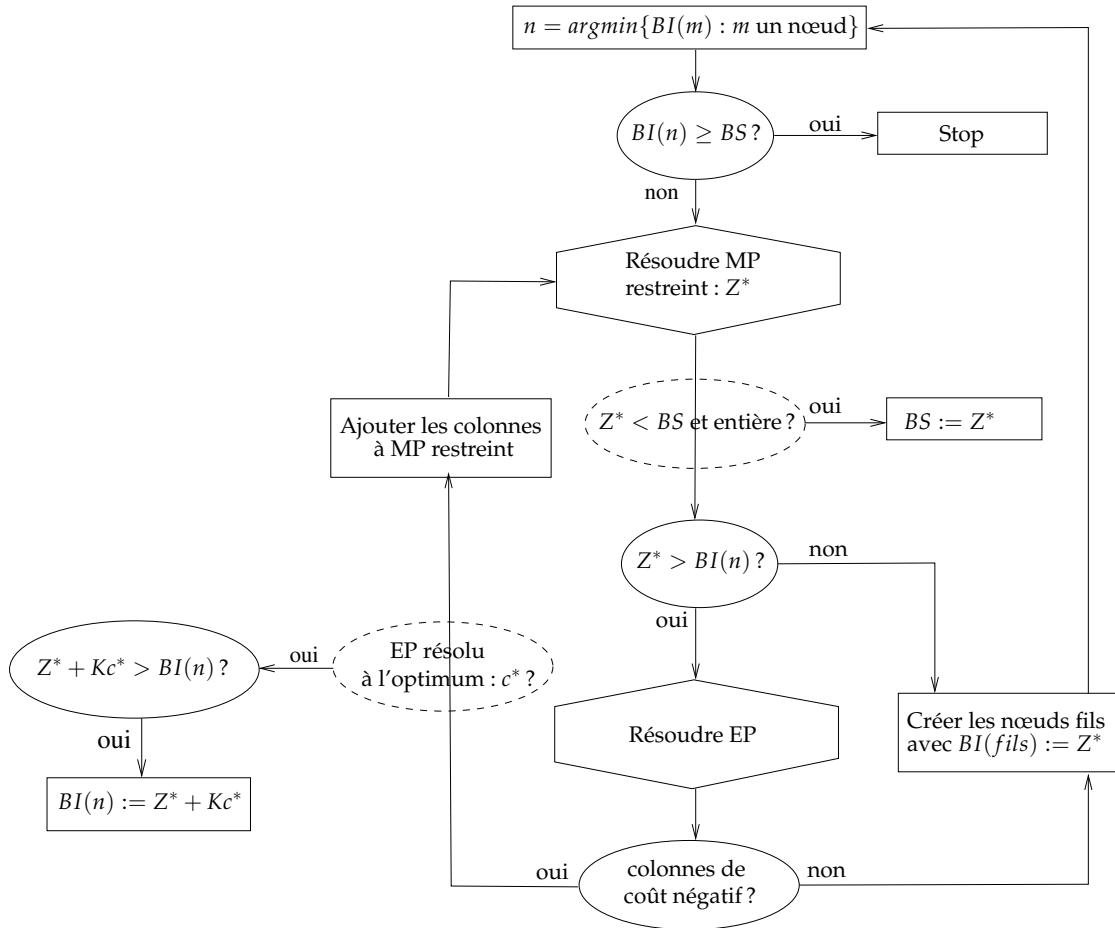 n = argmin{BI(m) : m un nœud}
BI(n) ≥ BS ?
oui
Stop
non
Résoudre MP
restreint : Z*
Z* < BS et entière ?
oui
BS := Z*
Ajouter les colonnes
à MP restreint
Z* > BI(n) ?
non
oui
EP résolu
à l'optimum : c* ?
oui
Z* + Kc* > BI(n) ?
oui
BI(n) := Z* + Kc*
Résoudre EP
Créer les nœuds fils
avec BI(fils) := Z*
colonnes de
coût négatif ?
oui
non